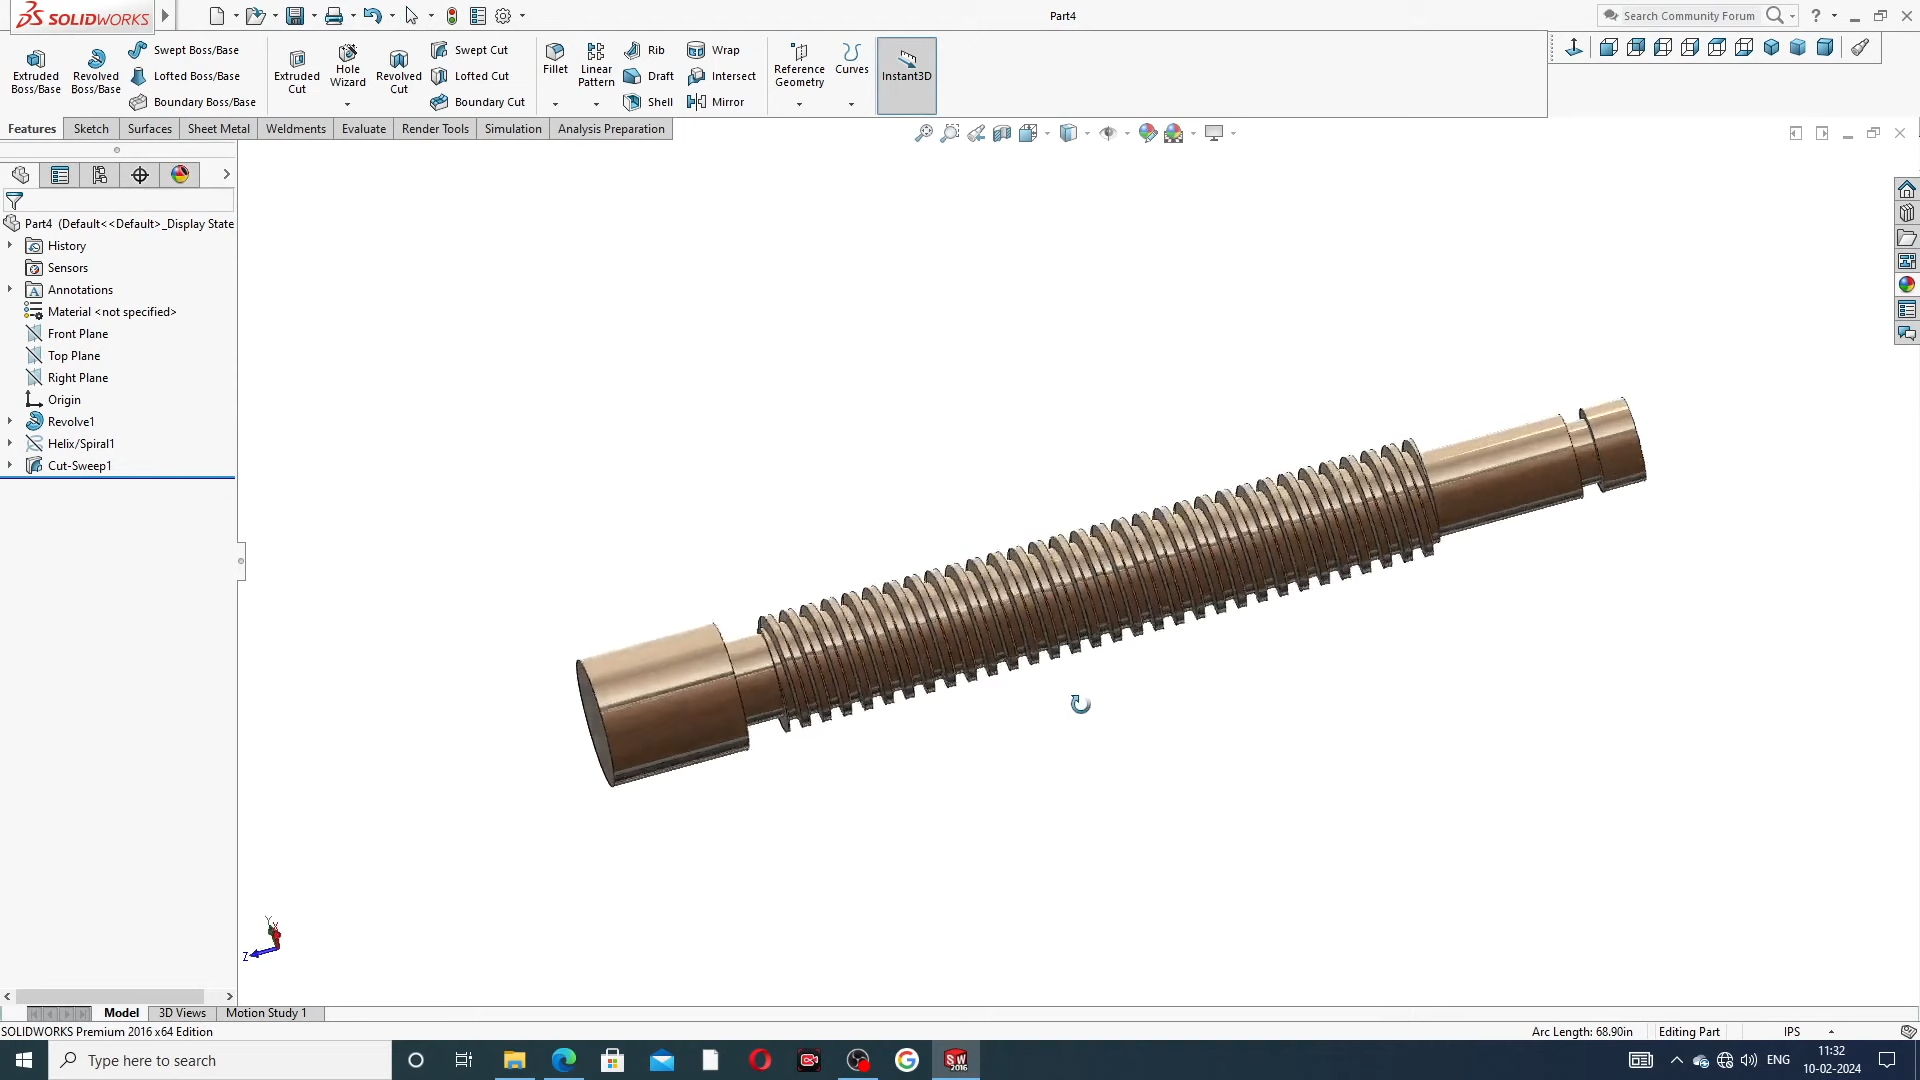 SOLIDWORKS
Part4
Search Community Forum
?
Extruded
Boss/Base
Revolved
Boss/Base
Swept Boss/Base
Lofted Boss/Base
Boundary Boss/Base
Extruded
Cut
Hole
Wizard
Revolved
Cut
Swept Cut
Lofted Cut
Boundary Cut
Fillet
Linear
Pattern
Rib
Draft
Shell
Wrap
Intersect
Mirror
Reference
Geometry
Curves
Instant3D
Features
Sketch
Surfaces
Sheet Metal
Weldments
Evaluate
Render Tools
Simulation
Analysis Preparation
Part4 (Default<<Default>_Display State
History
Sensors
Annotations
Material <not specified>
Front Plane
Top Plane
Right Plane
Origin
Revolve1
Helix/Spiral1
Cut-Sweep1
Y
X
Z
Model
3D Views
Motion Study 1
SOLIDWORKS Premium 2016 x64 Edition
Arc Length: 68.90in
Editing Part
IPS
Type here to search
SW
2016
ENG
11:32
10-02-2024